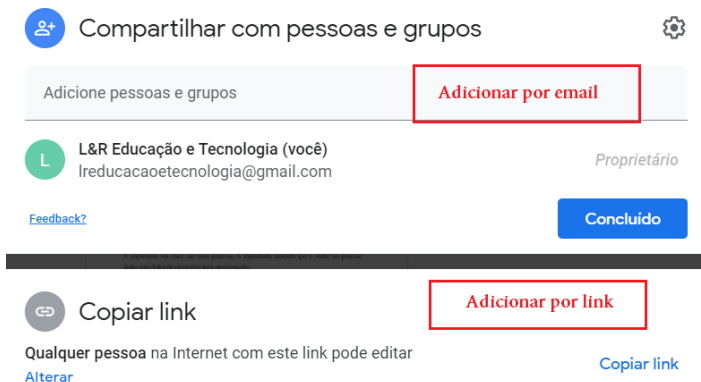 Compartilhar com pessoas e grupos
Adicione pessoas e grupos
Adicionar por email
L&R Educação e Tecnologia (você)
lreducacaoetecnologia@gmail.com
Proprietário
L
Feedback?
Concluído
Copiar link
Adicionar por link
Qualquer pessoa na Internet com este link pode editar
Alterar
Copiar link